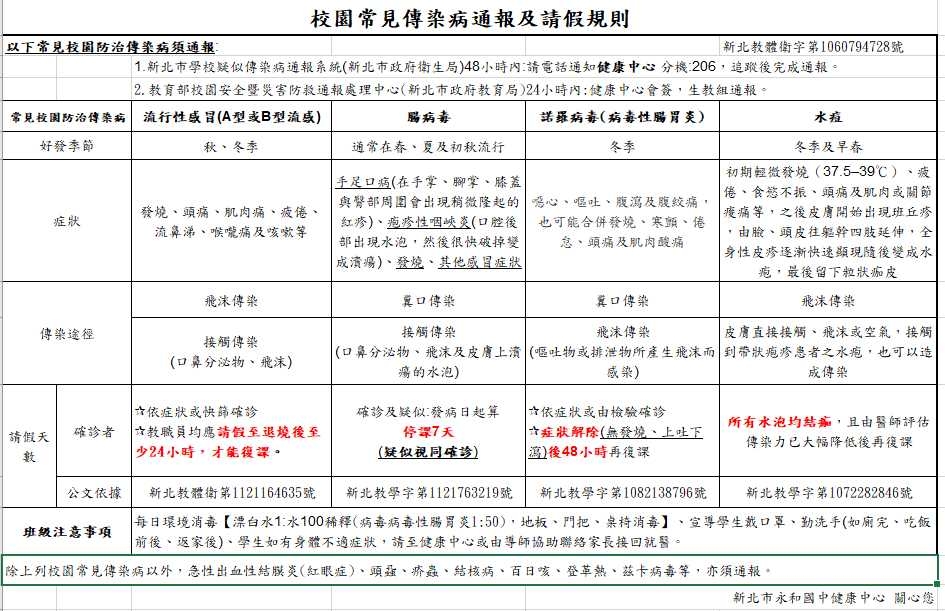 校園常見傳染病通報及請假規則
以下常見校園防治傳染病須通報:
新北教體衛字第1060794728號
1.新北市學校疑似傳染病通報系統(新北市政府衛生局)48小時內:請電話通知健康中心 分機:206，追蹤後完成通報。
2.教育部校園安全暨災害防救通報處理中心(新北市政府教育局)24小時內:健康中心會簽，生教組通報。
常見校園防治傳染病
流行性感冒(A型或B型流感)
腸病毒
諾羅病毒(病毒性腸胃炎)
水痘
好發季節
秋、冬季
通常在春、夏及初秋流行
冬季
冬季及早春
症狀
發燒、頭痛、肌肉痛、疲倦、
流鼻涕、喉嚨痛及咳嗽等
手足口病(在手掌、腳掌、膝蓋
與臀部周圍會出現稍微隆起的
紅疹)、疱疹性咽峽炎(口腔後
部出現水泡，然後很快破掉變
成潰瘍)、發燒、其他感冒症狀
噁心、嘔吐、腹瀉及腹絞痛，
也可能合併發燒、寒顫、倦
怠、頭痛及肌肉酸痛
初期輕微發燒（37.5–39℃）、疲
倦、食慾不振、頭痛及肌肉或關節
痠痛等，之後皮膚開始出現斑丘疹
，由臉、頭皮往軀幹四肢延伸，全
身性皮疹逐漸快速顯現隨後變成水
疱，最後留下粒狀痂皮
傳染途徑
飛沫傳染
糞口傳染
糞口傳染
飛沫傳染
接觸傳染
(口鼻分泌物、飛沫)
接觸傳染
(口鼻分泌物、飛沫及皮膚上潰
瘍的水泡)
飛沫傳染
(嘔吐物或排泄物所產生飛沫而
感染)
皮膚直接接觸、飛沫或空氣，接觸
到帶狀疱疹患者之水疱，也可以造
成傳染
請假天
數
確診者
☆依症狀或快篩確診
☆教職員均應請假至退燒後至
少24小時，才能復課。
確診及疑似:發病日起算
停課7天
(疑似視同確診)
☆依症狀或由檢驗確診
☆症狀解除(無發燒、上吐下
瀉)後48小時再復課
所有水泡均結痂，且由醫師評估
傳染力已大幅降低後再復課
公文依據
新北教體衛第1121164635號
新北教學字第1121763219號
新北教學字第1082138796號
新北教學字第1072282846號
班級注意事項
每日環境消毒【漂白水1:水100稀釋(病毒病毒性腸胃炎1:50)，地板、門把、桌椅消毒】、宣導學生戴口罩、勤洗手(如廁完、吃飯
前後、返家後)、學生如有身體不適症狀，請至健康中心或由導師協助聯絡家長接回就醫。
除上列校園常見傳染病以外，急性出血性結膜炎(紅眼症)、頭蝨、疥蟲、結核病、百日咳、登革熱、茲卡病毒等，亦須通報。
新北市永和國中健康中心 關心您